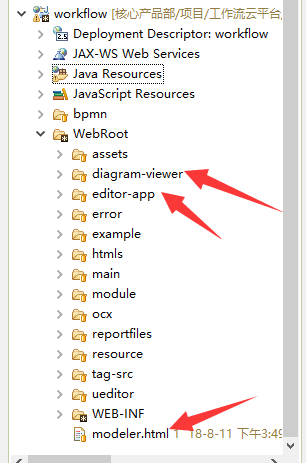 workflow [核心产品部/项目/工作流云平台/
Deployment Descriptor: workflow
JAX-WS Web Services
Java Resources
JavaScript Resources
bpmn
WebRoot
assets
diagram-viewer
editor-app
error
example
htmls
main
module
ocx
reportfiles
resource
tag-src
ueditor
WEB-INF
modeler.html 1 18-8-11 下午3:49